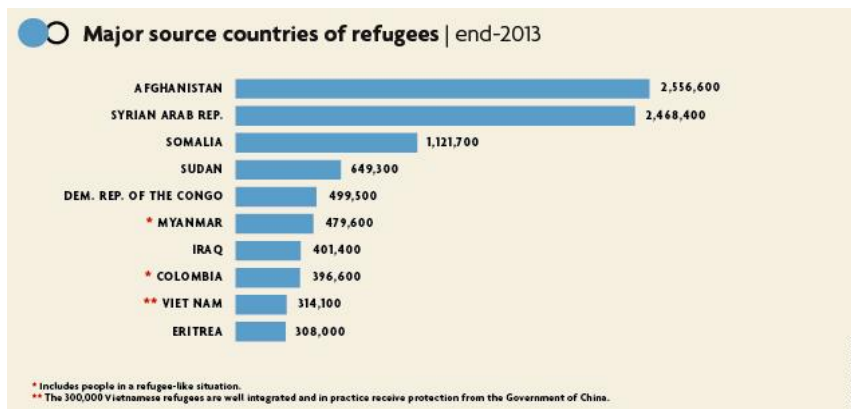 Major source countries of refugees | end-2013
AFGHANISTAN 2,556,600
SYRIAN ARAB REP. 2,468,400
SOMALIA 1,121,700
SUDAN 649,300
DEM. REP. OF THE CONGO 499,500
* MYANMAR 479,600
IRAQ 401,400
* COLOMBIA 396,600
** VIET NAM 314,100
ERITREA 308,000
* Includes people in a refugee-like situation.
** The 300,000 Vietnamese refugees are well integrated and in practice receive protection from the Government of China.